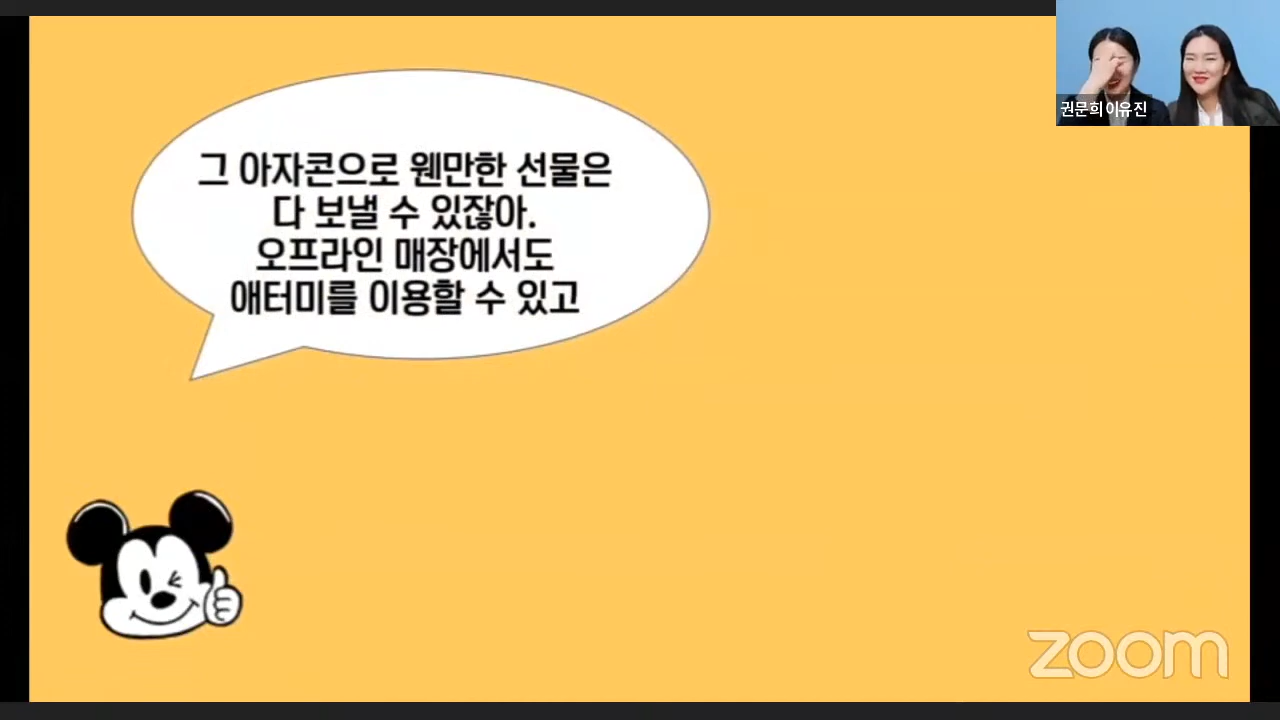 권문희 이유진
그 아자콘으로 웬만한 선물은
다 보낼 수 있잖아.
오프라인 매장에서도
애터미를 이용할 수 있고
zoom